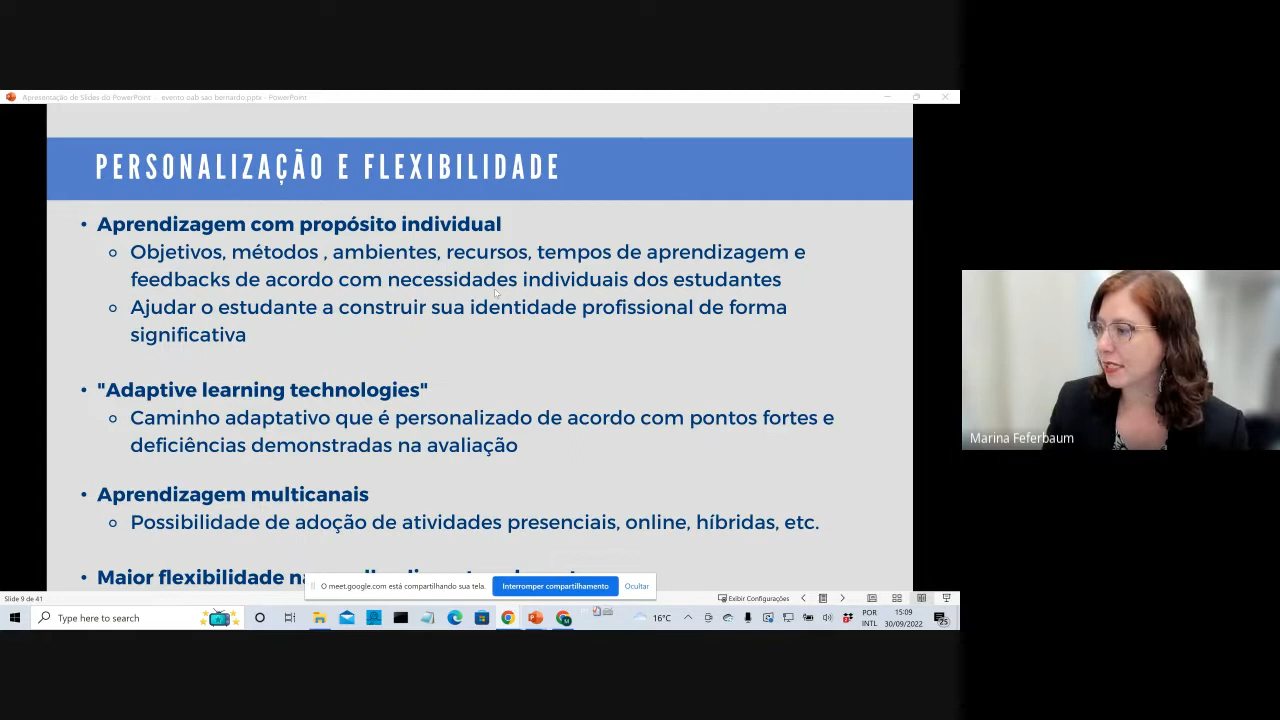 Apresentação de Slides do PowerPoint - evento oab sao bernardo.pptx - PowerPoint
PERSONALIZAÇÃO E FLEXIBILIDADE
• Aprendizagem com propósito individual
Objetivos, métodos , ambientes, recursos, tempos de aprendizagem e
feedbacks de acordo com necessidades individuais dos estudantes
Ajudar o estudante a construir sua identidade profissional de forma
significativa
• "Adaptive learning technologies"
Caminho adaptativo que é personalizado de acordo com pontos fortes e
deficiências demonstradas na avaliação
• Aprendizagem multicanais
Possibilidade de adoção de atividades presenciais, online, híbridas, etc.
• Maior flexibilidade
O meet.google.com está compartilhando sua tela. Interromper compartilhamento Ocultar
Slide 9 de 41 Exibir Configurações
Type here to search 16°C POR INTL 15:09 30/09/2022 25
Marina Feferbaum